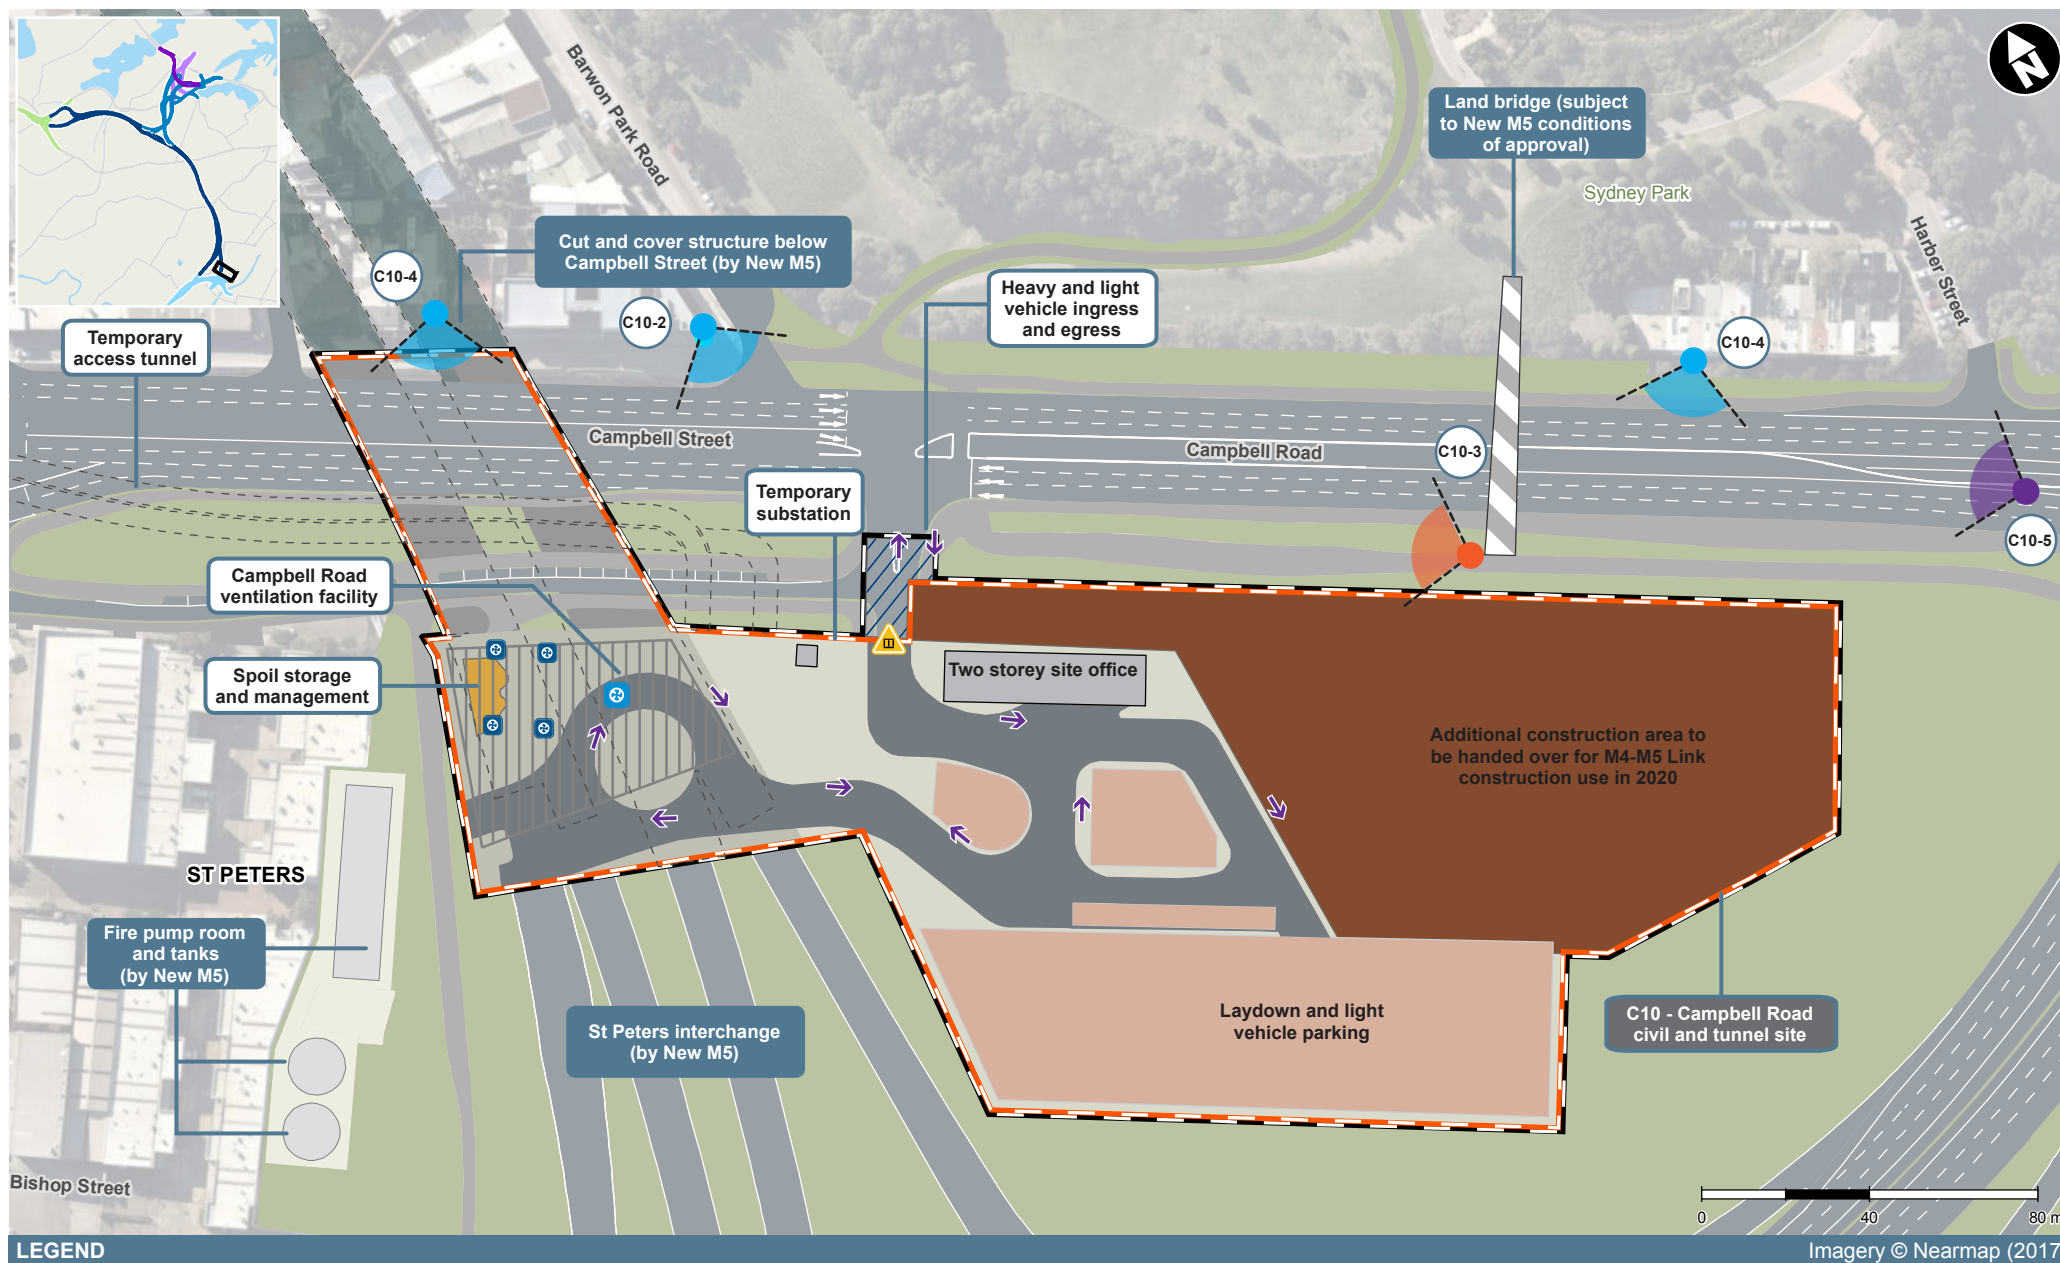 Barwon Park Road
N
Land bridge (subject
to New M5 conditions
of approval)
Sydney Park
Harber Street
Cut and cover structure below
Campbell Street (by New M5)
C10-4
C10-2
Heavy and light
vehicle ingress
and egress
Temporary
access tunnel
C10-4
Campbell Street
Campbell Road
C10-3
Temporary
substation
C10-5
Campbell Road
ventilation facility
Spoil storage
and management
Two storey site office
Additional construction area to
be handed over for M4-M5 Link
construction use in 2020
ST PETERS
Fire pump room
and tanks
(by New M5)
St Peters interchange
(by New M5)
Laydown and light
vehicle parking
C10 - Campbell Road
civil and tunnel site
Bishop Street
0 40 80 m
LEGEND
Imagery © Nearmap (2017